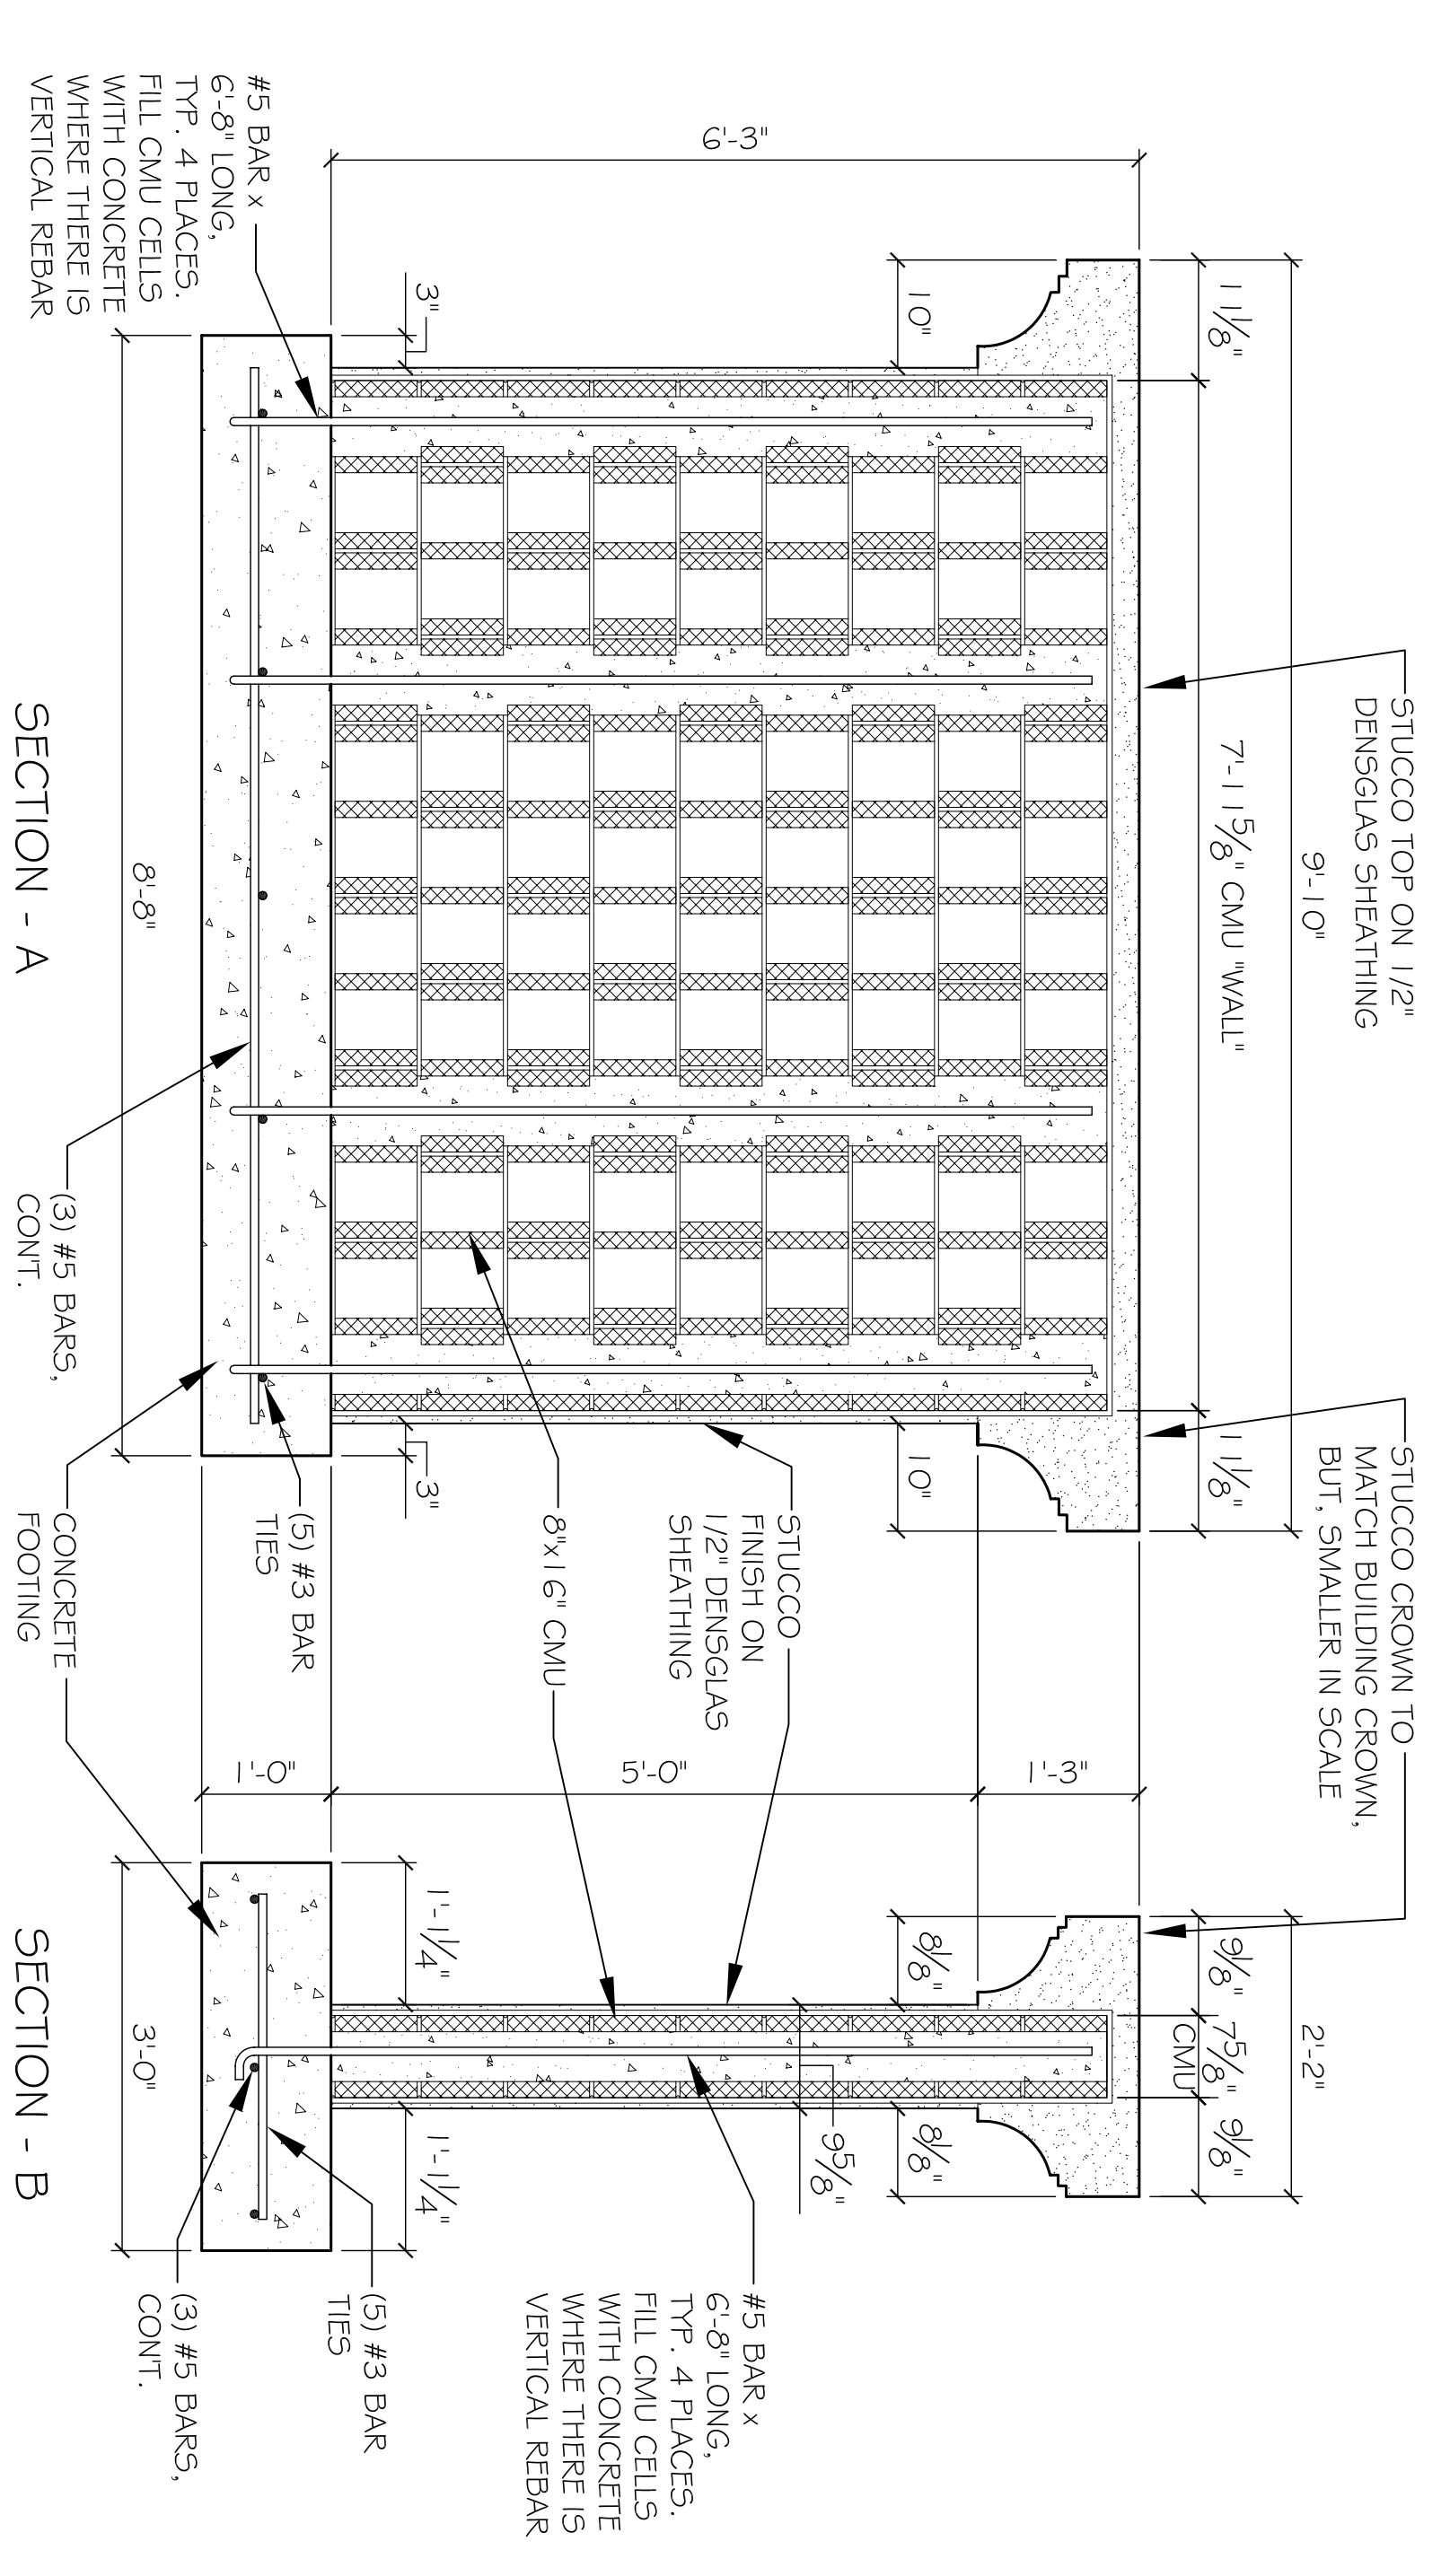 STUCCO TOP ON 1/2"
DENSGLAS SHEATHING
STUCCO CROWN TO
MATCH BUILDING CROWN,
BUT, SMALLER IN SCALE
9'-10"
2'-2"
11 1/8"
7'-11 5/8" CMU "WALL"
11 1/8"
9 1/8"
7 5/8"
CMU
9 1/8"
10"
10"
8 1/8"
8 1/8"
6'-3"
1'-3"
5'-0"
1'-0"
9 5/8"
STUCCO
FINISH ON
1/2" DENSGLAS
SHEATHING
8"x16" CMU
#5 BAR x
6'-8" LONG,
TYP. 4 PLACES.
FILL CMU CELLS
WITH CONCRETE
WHERE THERE IS
VERTICAL REBAR
3"
3"
1'-1 1/4"
1'-1 1/4"
#5 BAR x
6'-8" LONG,
TYP. 4 PLACES.
FILL CMU CELLS
WITH CONCRETE
WHERE THERE IS
VERTICAL REBAR
(5) #3 BAR
TIES
(5) #3 BAR
TIES
8'-8"
3'-0"
(3) #5 BARS,
CON'T.
CONCRETE
FOOTING
(3) #5 BARS,
CON'T.
SECTION - A
SECTION - B